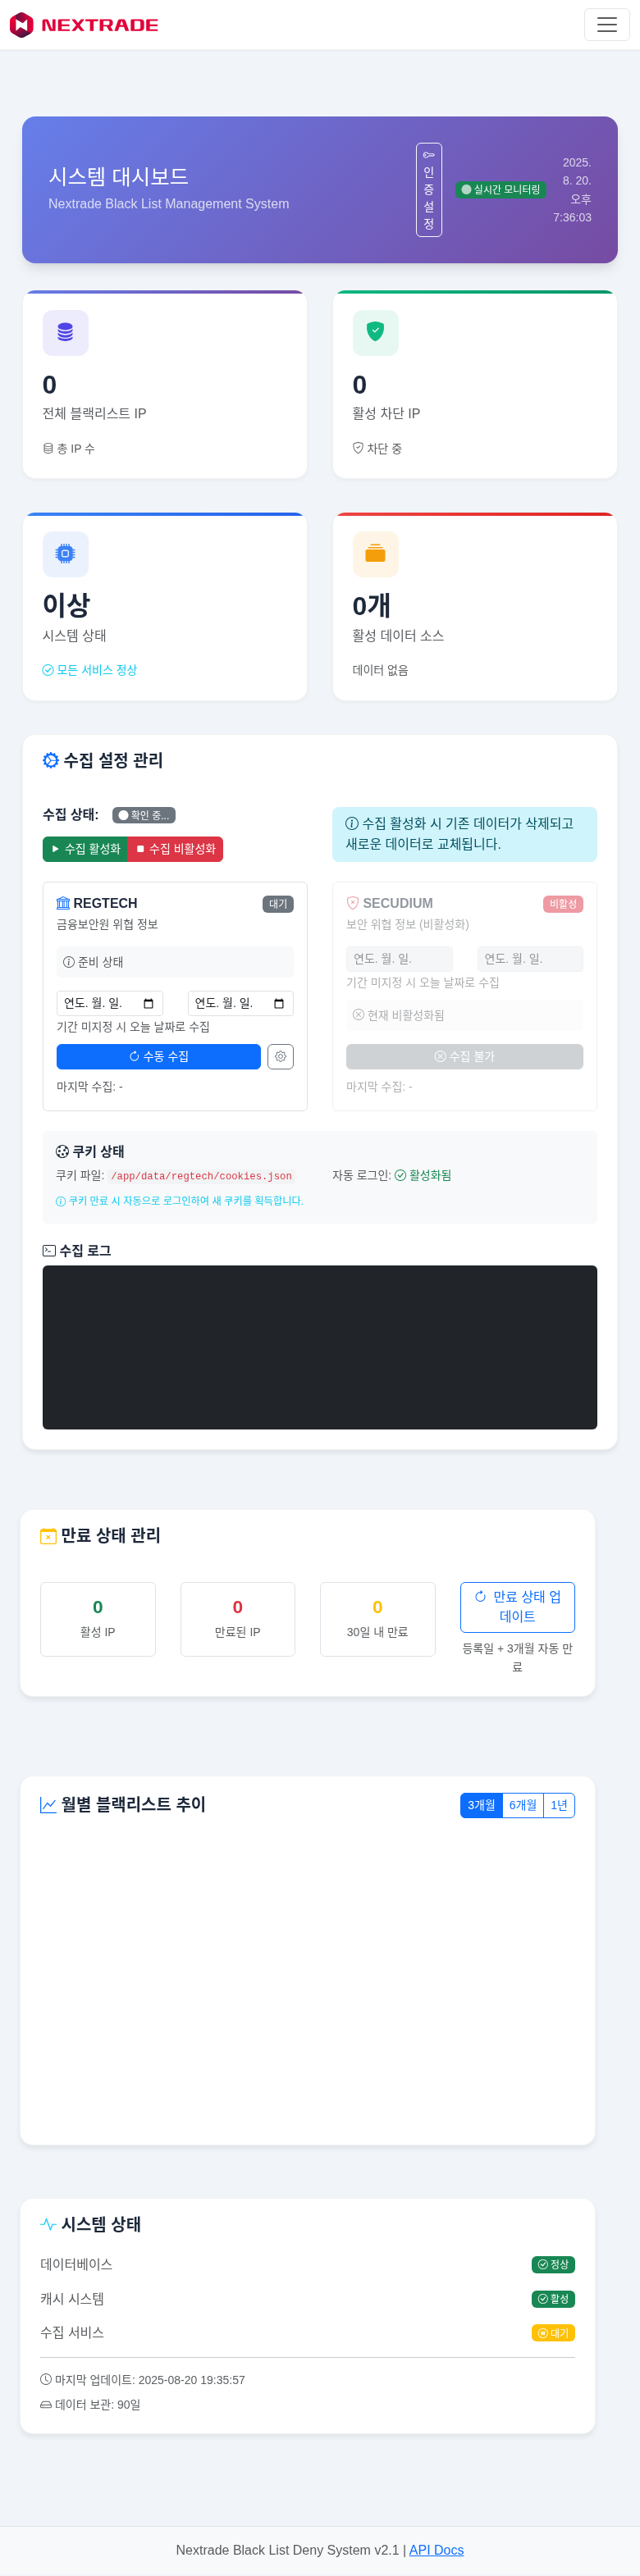 NEXTRADE
시스템 대시보드
Nextrade Black List Management System
인
증
설
정
실시간 모니터링
2025.
8. 20.
오후
7:36:03
0
전체 블랙리스트 IP
총 IP 수
0
활성 차단 IP
차단 중
이상
시스템 상태
모든 서비스 정상
0개
활성 데이터 소스
데이터 없음
수집 설정 관리
수집 상태: 확인 중...
수집 활성화 수집 비활성화
수집 활성화 시 기존 데이터가 삭제되고
새로운 데이터로 교체됩니다.
REGTECH 대기
금융보안원 위협 정보
준비 상태
연도. 월. 일. 연도. 월. 일.
기간 미지정 시 오늘 날짜로 수집
수동 수집
마지막 수집: -
SECUDIUM 비활성
보안 위협 정보 (비활성화)
연도. 월. 일. 연도. 월. 일.
기간 미지정 시 오늘 날짜로 수집
현재 비활성화됨
수집 불가
마지막 수집: -
쿠키 상태
쿠키 파일: /app/data/regtech/cookies.json
자동 로그인: 활성화됨
쿠키 만료 시 자동으로 로그인하여 새 쿠키를 획득합니다.
수집 로그
만료 상태 관리
0
활성 IP
0
만료된 IP
0
30일 내 만료
만료 상태 업
데이트
등록일 + 3개월 자동 만
료
월별 블랙리스트 추이
3개월 6개월 1년
시스템 상태
데이터베이스 정상
캐시 시스템 활성
수집 서비스 대기
마지막 업데이트: 2025-08-20 19:35:57
데이터 보관: 90일
Nextrade Black List Deny System v2.1 | API Docs